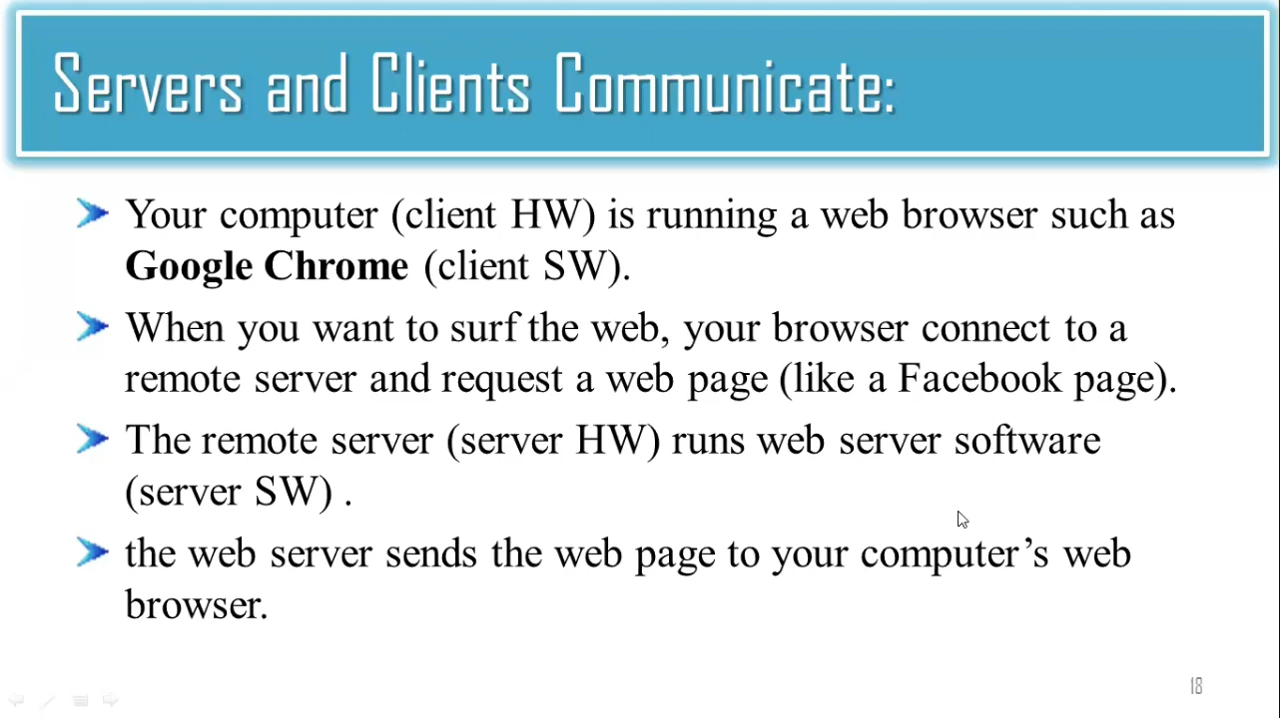 Servers and Clients Communicate:
Your computer (client HW) is running a web browser such as
Google Chrome (client SW).
When you want to surf the web, your browser connect to a
remote server and request a web page (like a Facebook page).
The remote server (server HW) runs web server software
(server SW) .
the web server sends the web page to your computer’s web
browser.
18